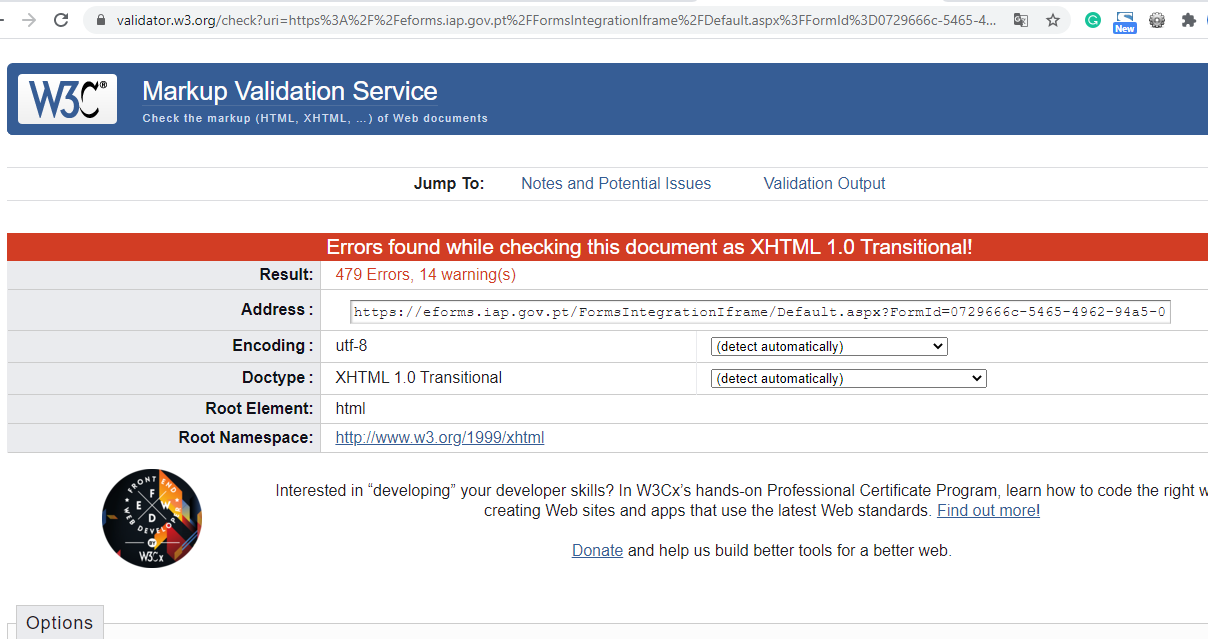 validator.w3.org/check?uri=https%3A%2F%2Feforms.iap.gov.pt%2FFormsIntegrationIframe%2FDefault.aspx%3FFormId%3D0729666c-5465-4...
New
W3C®
Markup Validation Service
Check the markup (HTML, XHTML, …) of Web documents
Jump To: Notes and Potential Issues Validation Output
Errors found while checking this document as XHTML 1.0 Transitional!
Result: 479 Errors, 14 warning(s)
Address : https://eforms.iap.gov.pt/FormsIntegrationIframe/Default.aspx?FormId=0729666c-5465-4962-94a5-0
Encoding : utf-8 (detect automatically)
Doctype : XHTML 1.0 Transitional (detect automatically)
Root Element: html
Root Namespace: http://www.w3.org/1999/xhtml
FRONT END
WEB DEVELOPER
F
E W
D
BY
W3Cx
Interested in “developing” your developer skills? In W3Cx’s hands-on Professional Certificate Program, learn how to code the right w
creating Web sites and apps that use the latest Web standards. Find out more!
Donate and help us build better tools for a better web.
Options